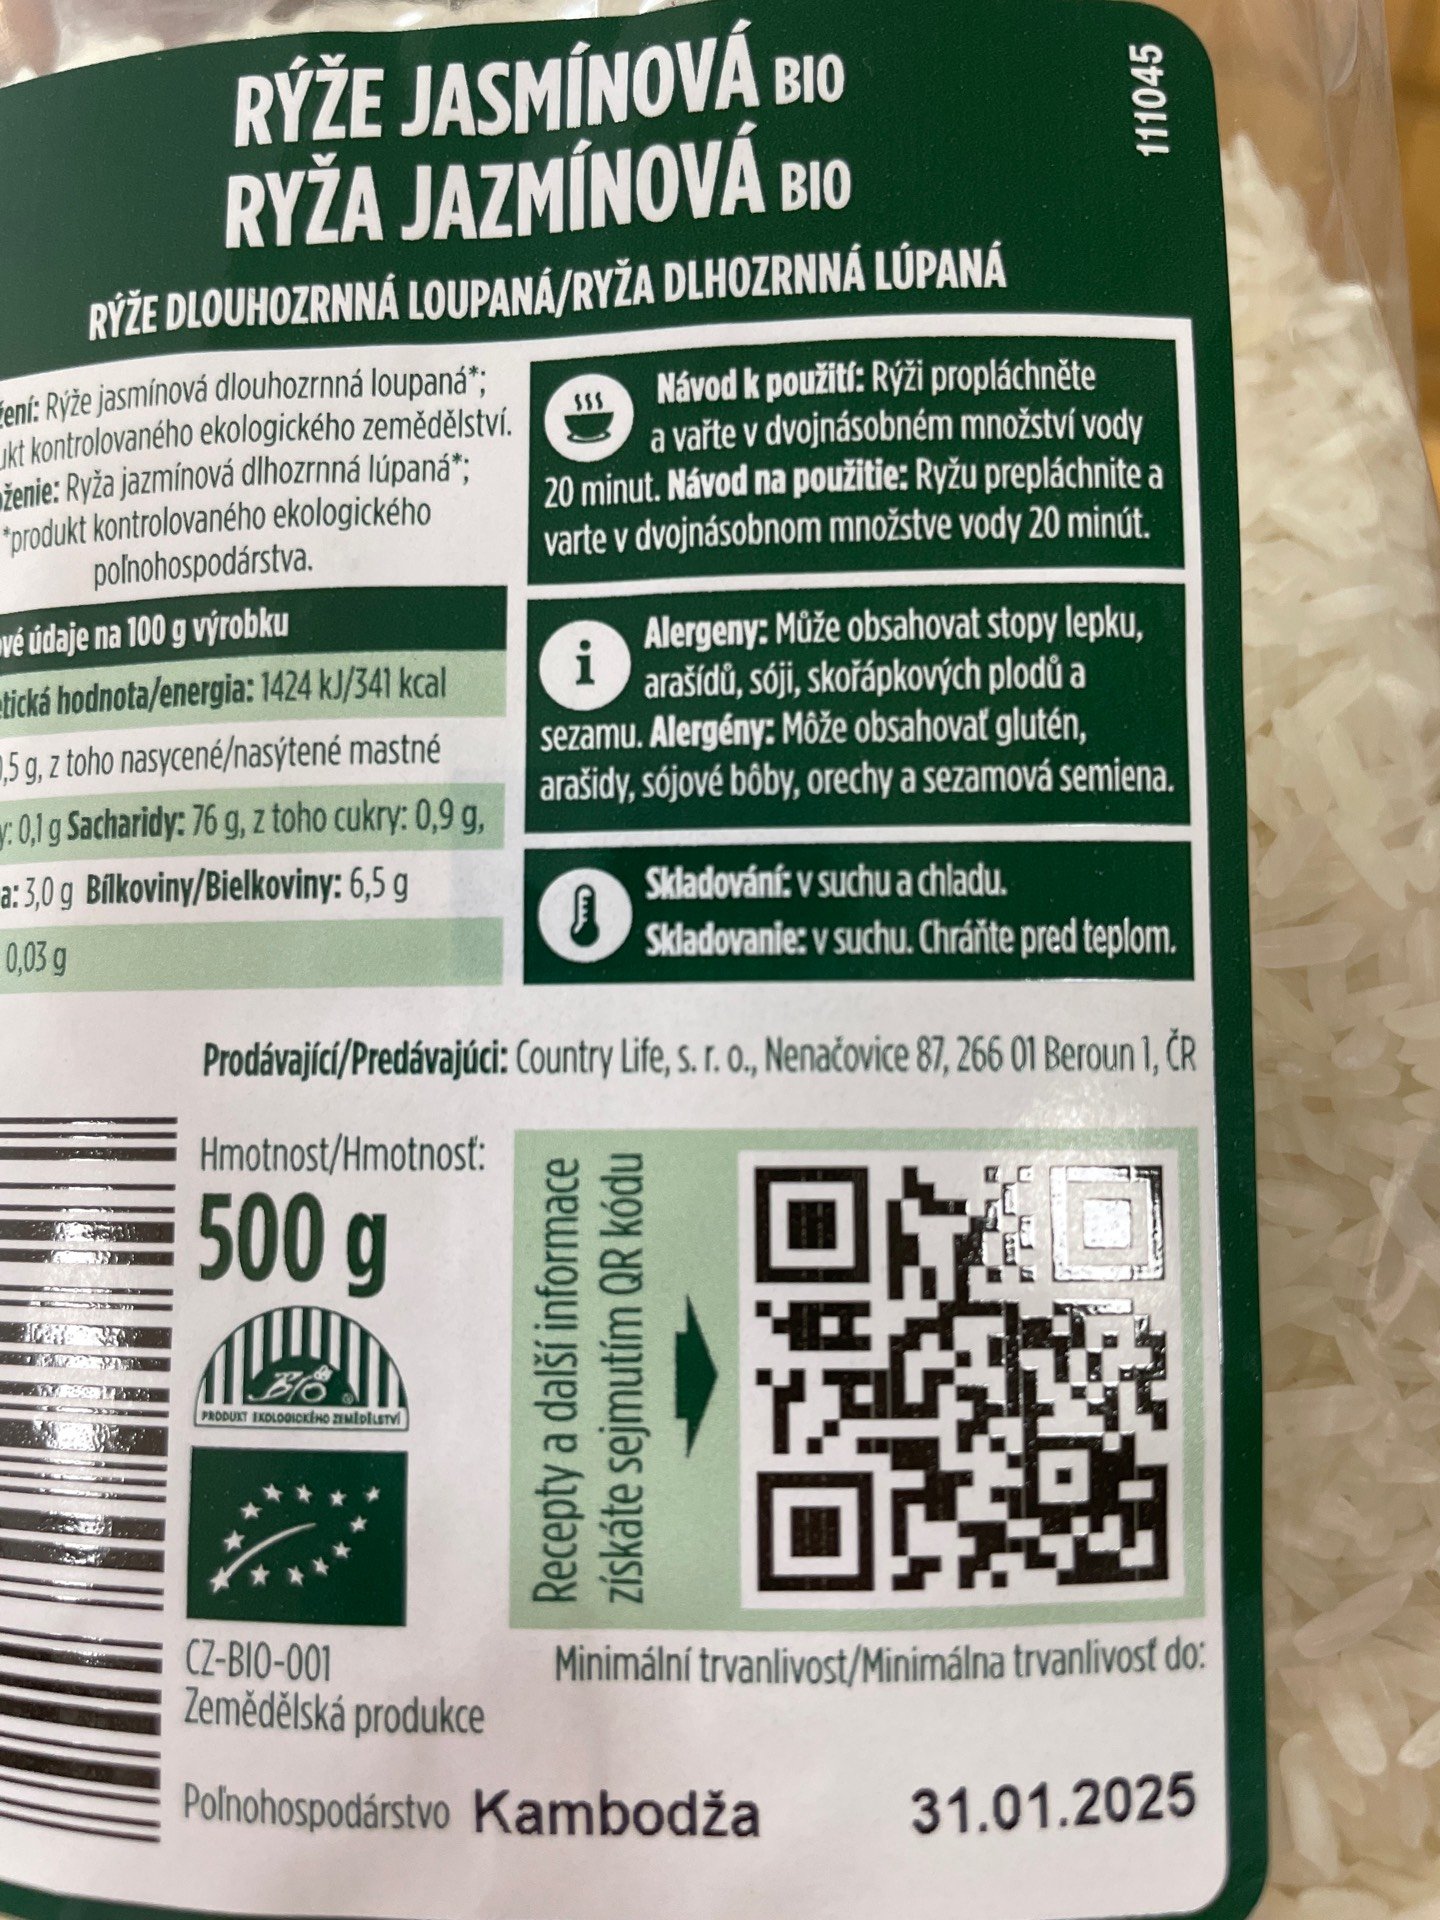 RÝŽE JASMÍNOVÁ BIO
RYŽA JAZMÍNOVÁ BIO
111045
RÝŽE DLOUHOZRNNÁ LOUPANÁ/RYŽA DLHOZRNNÁ LÚPANÁ
Rýže jasmínová dlouhozrnná loupaná*;
kontrolovaného ekologického zemědělství.
Ryža jazmínová dlhozrnná lúpaná*;
*produkt kontrolovaného ekologického
poľnohospodárstva.
údaje na 100 g výrobku
hodnota/energia: 1424 kJ/341 kcal
,5 g, z toho nasycené/nasýtené mastné
0,1 g Sacharidy: 76 g, z toho cukry: 0,9 g,
3,0 g Bílkoviny/Bielkoviny: 6,5 g
0,03 g
Návod k použití: Rýži propláchněte
a vařte v dvojnásobném množství vody
20 minut. Návod na použitie: Ryžu prepláchnite a
varte v dvojnásobnom množstve vody 20 minút.
i
Alergeny: Může obsahovat stopy lepku,
arašídů, sóji, skořápkových plodů a
sezamu. Alergény: Môže obsahovať glutén,
arašidy, sójové bôby, orechy a sezamová semiena.
Skladování: v suchu a chladu.
Skladovanie: v suchu. Chráňte pred teplom.
Prodávající/Predávajúci: Country Life, s. r. o., Nenačovice 87, 266 01 Beroun 1, ČR
Hmotnost/Hmotnosť:
500 g
BIO
PRODUKT EKOLOGICKÉHO ZEMĚDĚLSTVÍ
Recepty a další informace
získáte sejmutím QR kódu
CZ-BIO-001
Zemědělská produkce
Poľnohospodárstvo Kambodža
Minimální trvanlivost/Minimálna trvanlivosť do:
31.01.2025